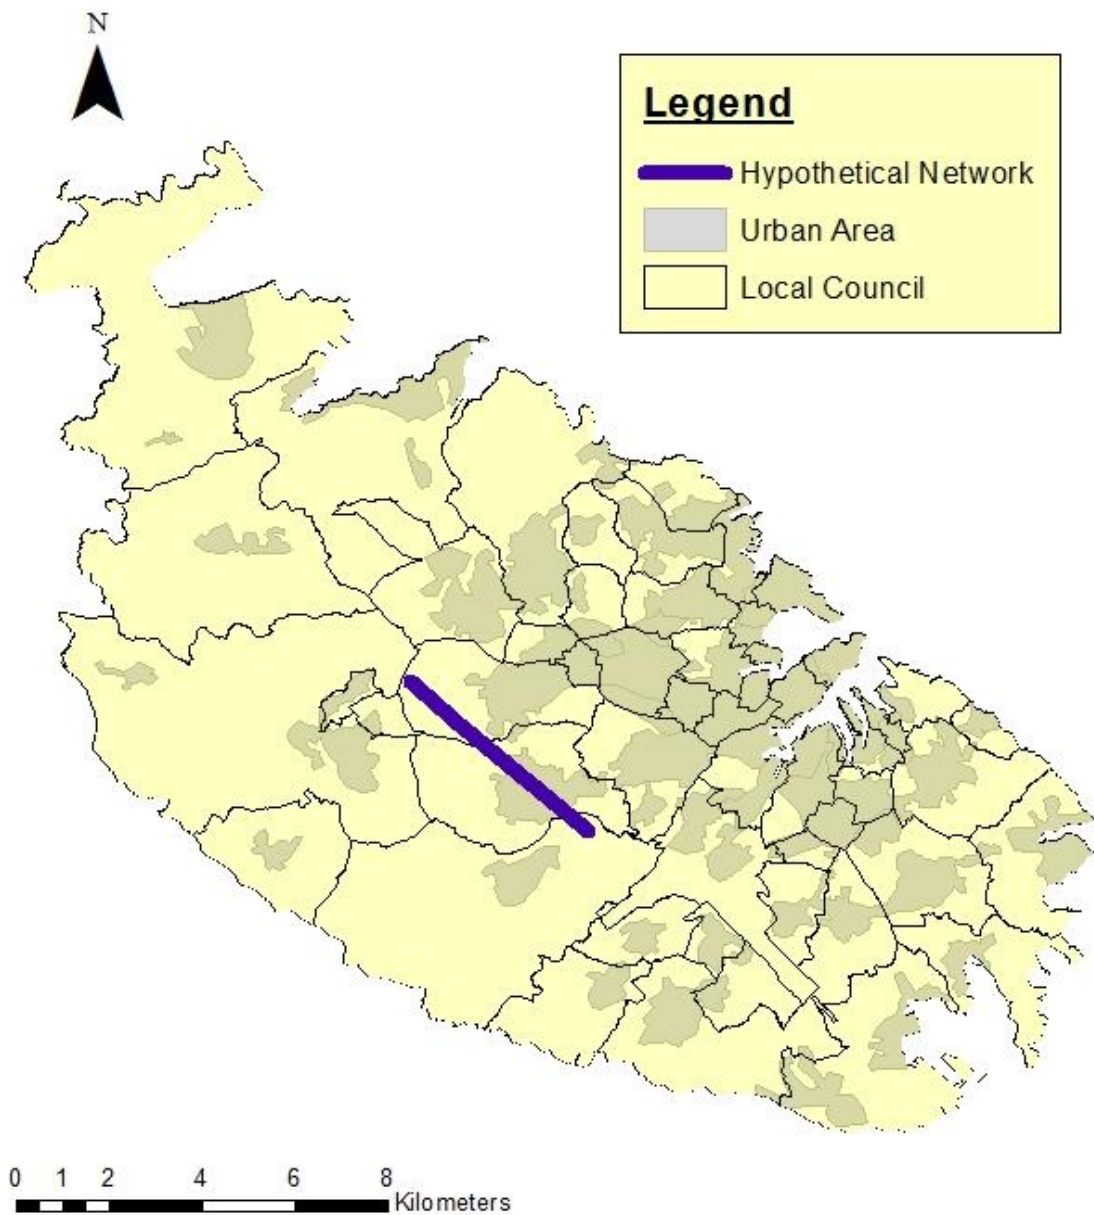 N
Legend
Hypothetical Network
Urban Area
Local Council
0 1 2 4 6 8
Kilometers